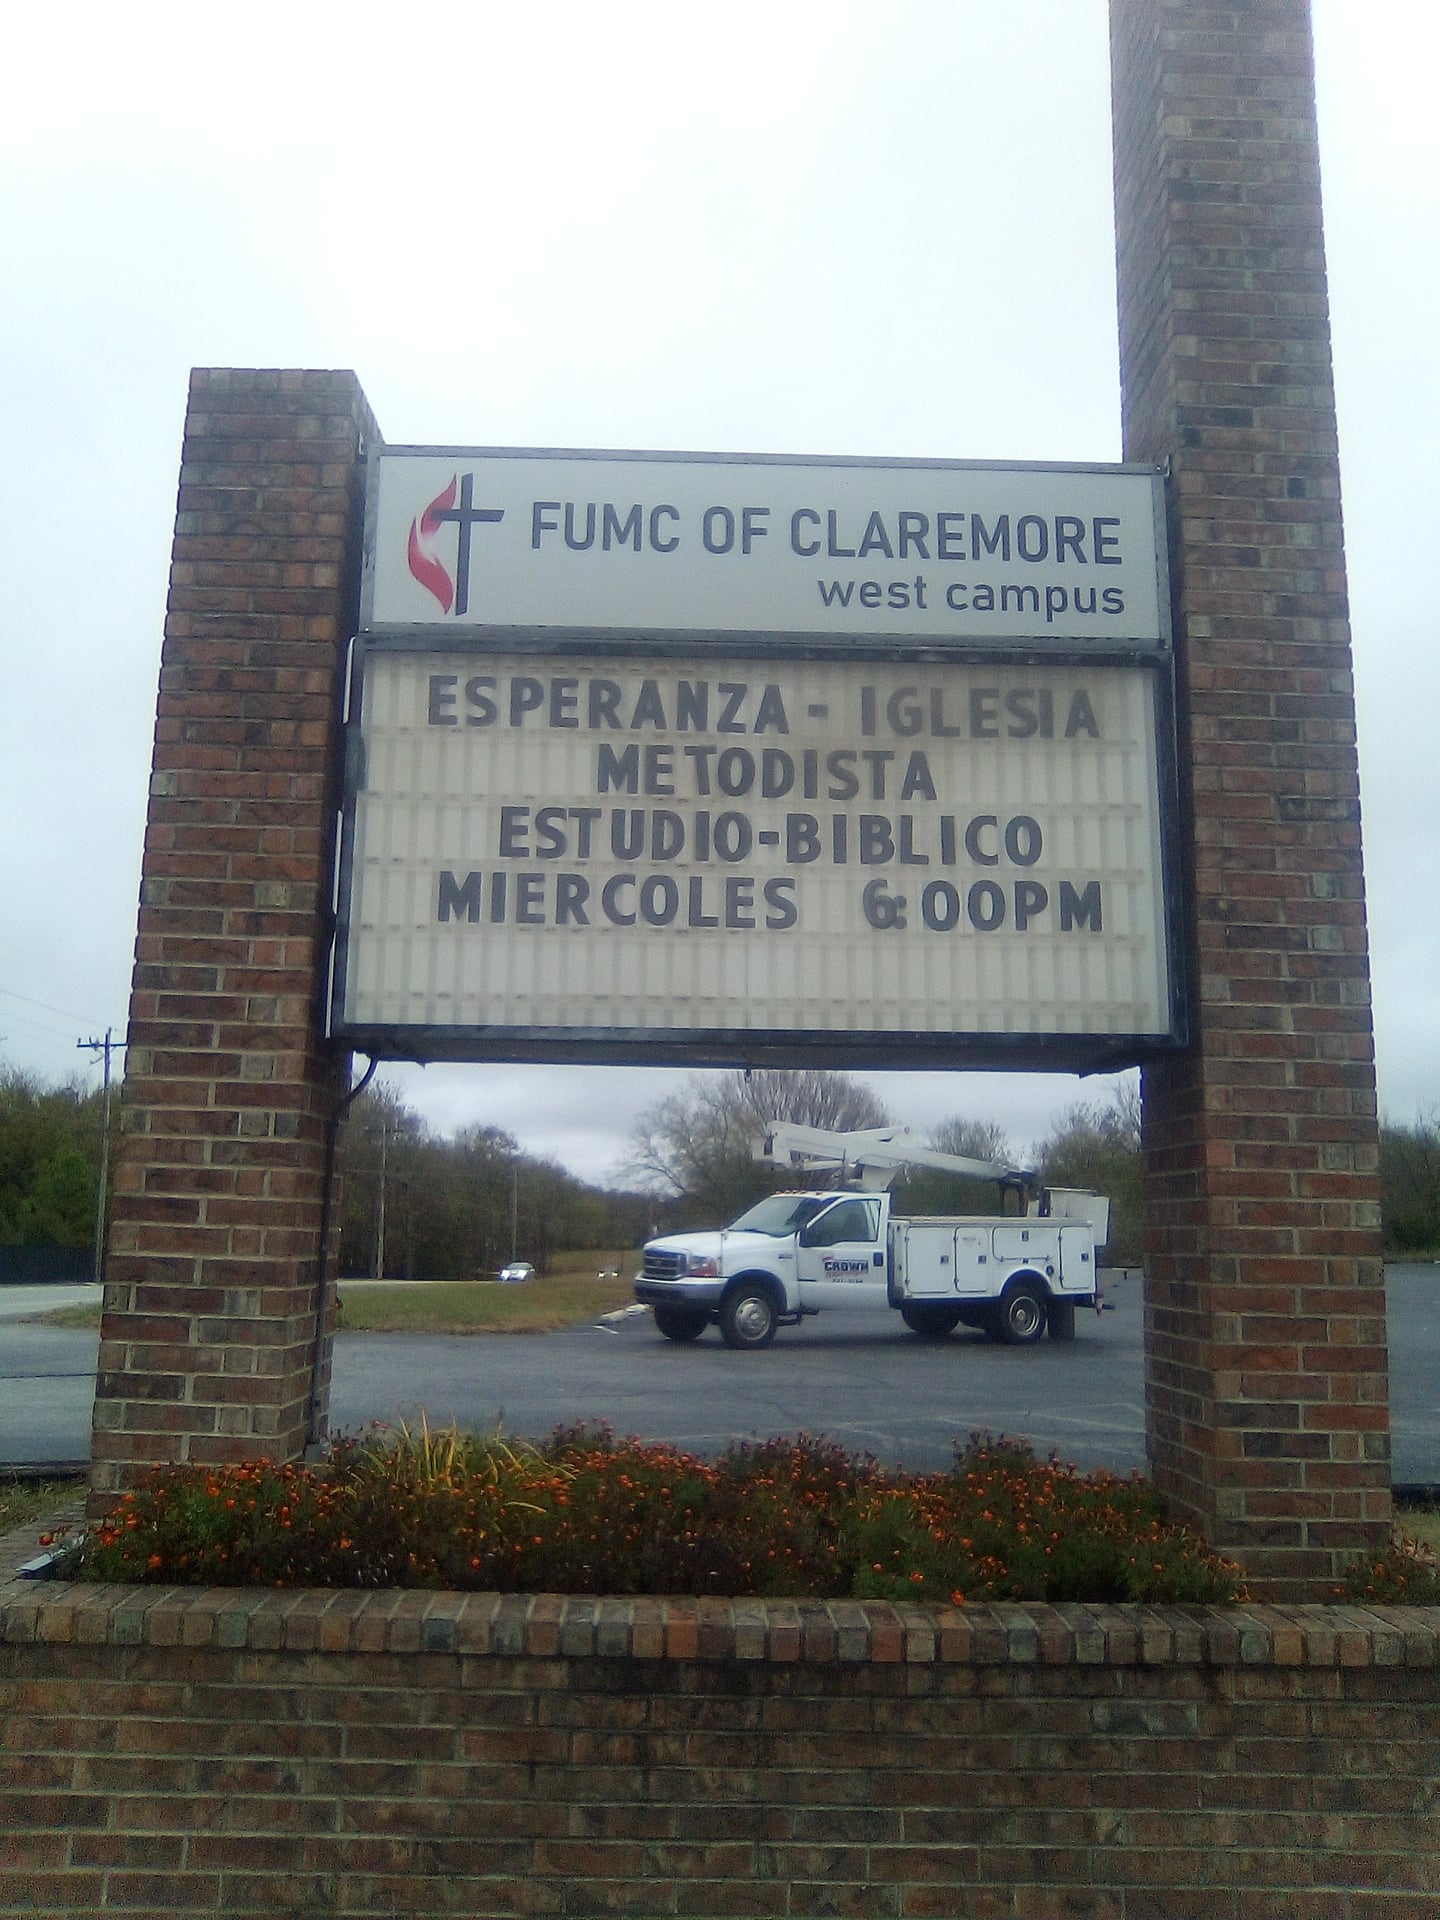 FUMC OF CLAREMORE
west campus
ESPERANZA - IGLESIA
METODISTA
ESTUDIO-BIBLICO
MIERCOLES 6:00PM
CROWN